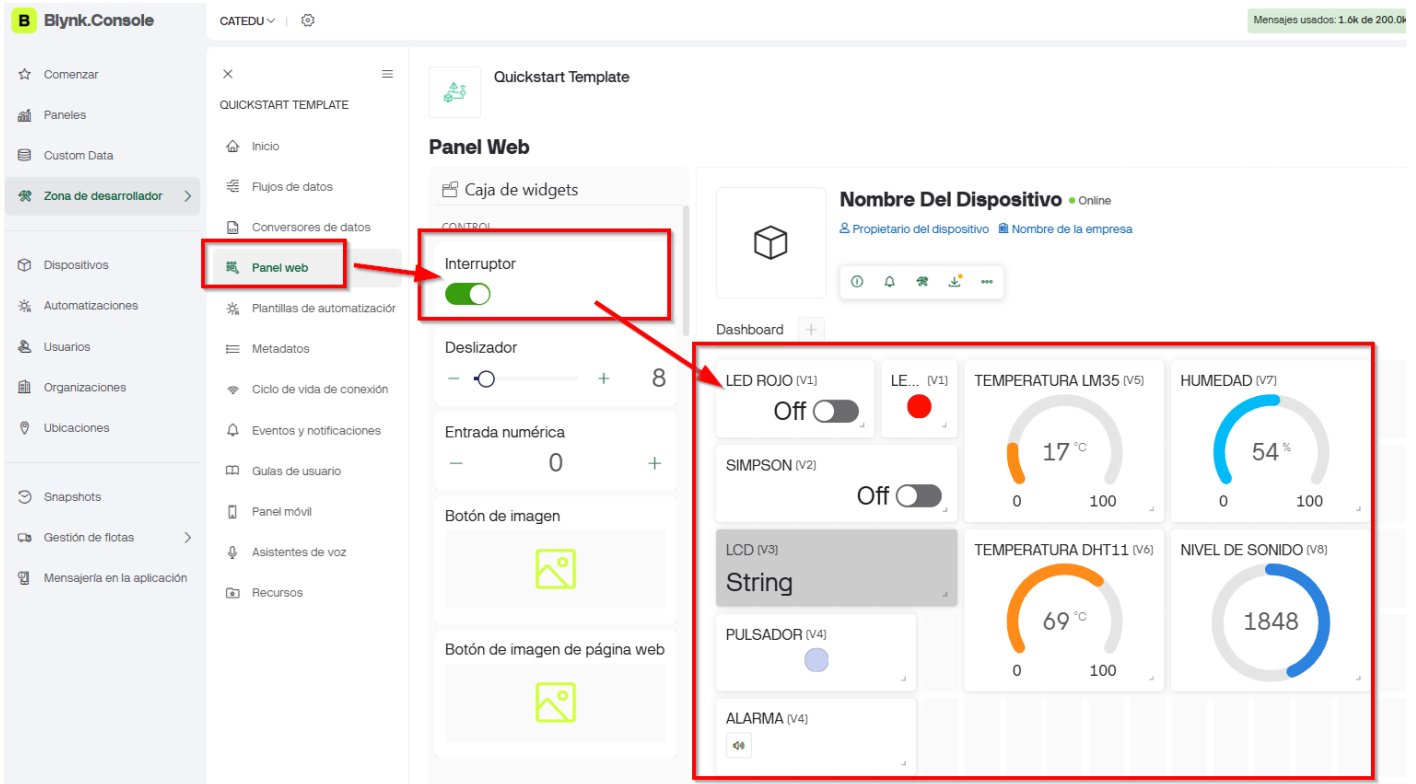 B Blynk.Console
CATEDU
Mensajes usados: 1.6k de 200.0k
Comenzar
Paneles
Custom Data
Zona de desarrollador
Dispositivos
Automatizaciones
Usuarios
Organizaciones
Ubicaciones
Snapshots
Gestión de flotas
Mensajería en la aplicación
QUICKSTART TEMPLATE
Inicio
Flujos de datos
Conversores de datos
Panel web
Plantillas de automatización
Metadatos
Ciclo de vida de conexión
Eventos y notificaciones
Guías de usuario
Panel móvil
Asistentes de voz
Recursos
Quickstart Template
Panel Web
Caja de widgets
CONTROL
Interruptor
Deslizador
8
Entrada numérica
0
Botón de imagen
Botón de imagen de página web
Nombre Del Dispositivo Online
Propietario del dispositivo Nombre de la empresa
Dashboard
LED ROJO (V1)
Off
LE... (V1)
TEMPERATURA LM35 (V5)
17 °C
0 100
HUMEDAD (V7)
54 %
0 100
SIMPSON (V2)
Off
LCD (V3)
String
TEMPERATURA DHT11 (V6)
69 °C
0 100
NIVEL DE SONIDO (V8)
1848
PULSADOR (V4)
ALARMA (V4)